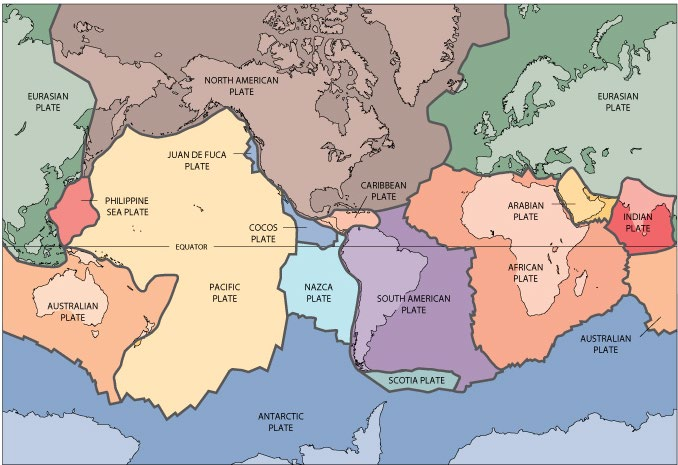 NORTH AMERICAN
PLATE
EURASIAN
PLATE
EURASIAN
PLATE
JUAN DE FUCA
PLATE
CARIBBEAN
PLATE
PHILIPPINE
SEA PLATE
ARABIAN
PLATE
INDIAN
PLATE
COCOS
PLATE
EQUATOR
AFRICAN
PLATE
PACIFIC
PLATE
NAZCA
PLATE
SOUTH AMERICAN
PLATE
AUSTRALIAN
PLATE
AUSTRALIAN
PLATE
SCOTIA PLATE
ANTARCTIC
PLATE